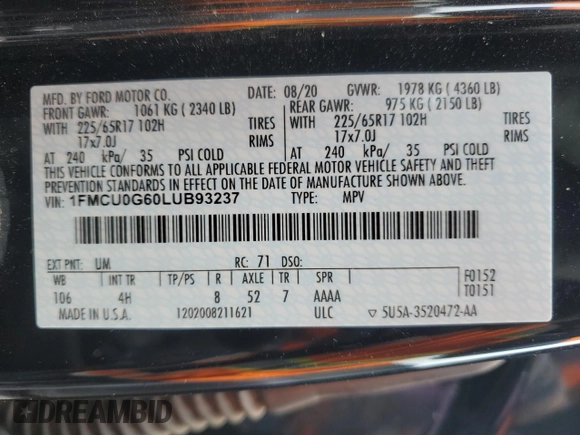 MFD. BY FORD MOTOR CO. DATE: 08/20 GVWR: 1978 KG ( 4360 LB)
FRONT GAWR: 1061 KG ( 2340 LB) REAR GAWR: 975 KG ( 2150 LB)
WITH 225/65R17 102H TIRES WITH 225/65R17 102H TIRES
17x7.0J RIMS 17x7.0J RIMS
AT 240 kPa/ 35 PSI COLD AT 240 kPa/ 35 PSI COLD
THIS VEHICLE CONFORMS TO ALL APPLICABLE FEDERAL MOTOR VEHICLE SAFETY AND THEFT
PREVENTION STANDARDS IN EFFECT ON THE DATE OF MANUFACTURE SHOWN ABOVE.
VIN: 1FMCU0G60LUB93237 TYPE: MPV
EXT PNT: UM RC: 71 DSO:
WB INT TR TP/PS R AXLE TR SPR F0152
106 4H 8 52 7 AAAA T0151
MADE IN U.S.A. 1202008211621 ULC ▽ 5U5A-3520472-AA
DREAMBID